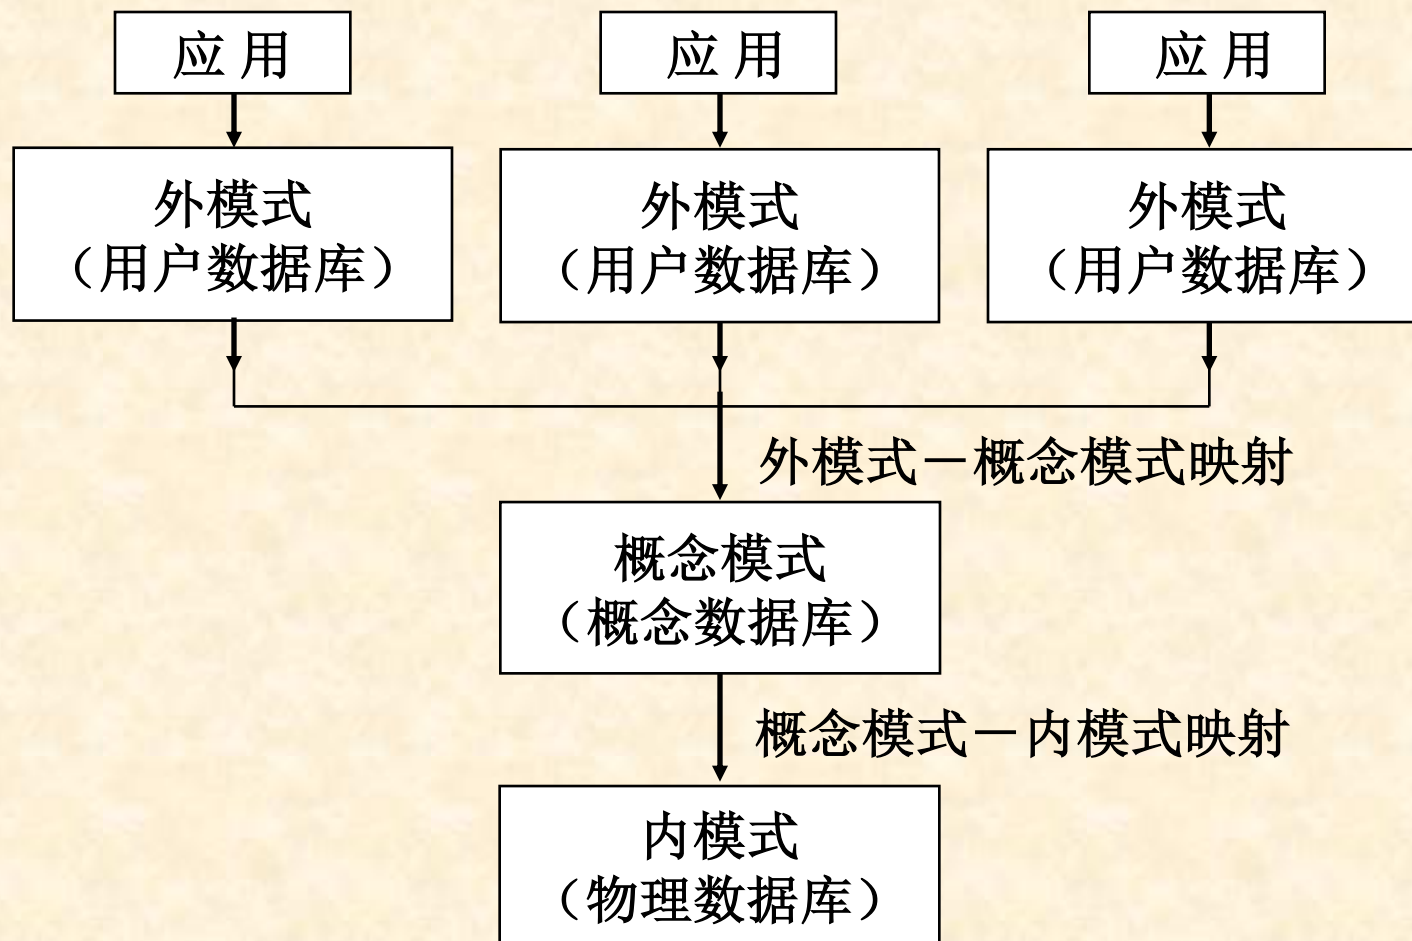 应 用
应 用
应 用
外模式
（用户数据库）
外模式
（用户数据库）
外模式
（用户数据库）
外模式－概念模式映射
概念模式
（概念数据库）
概念模式－内模式映射
内模式
（物理数据库）